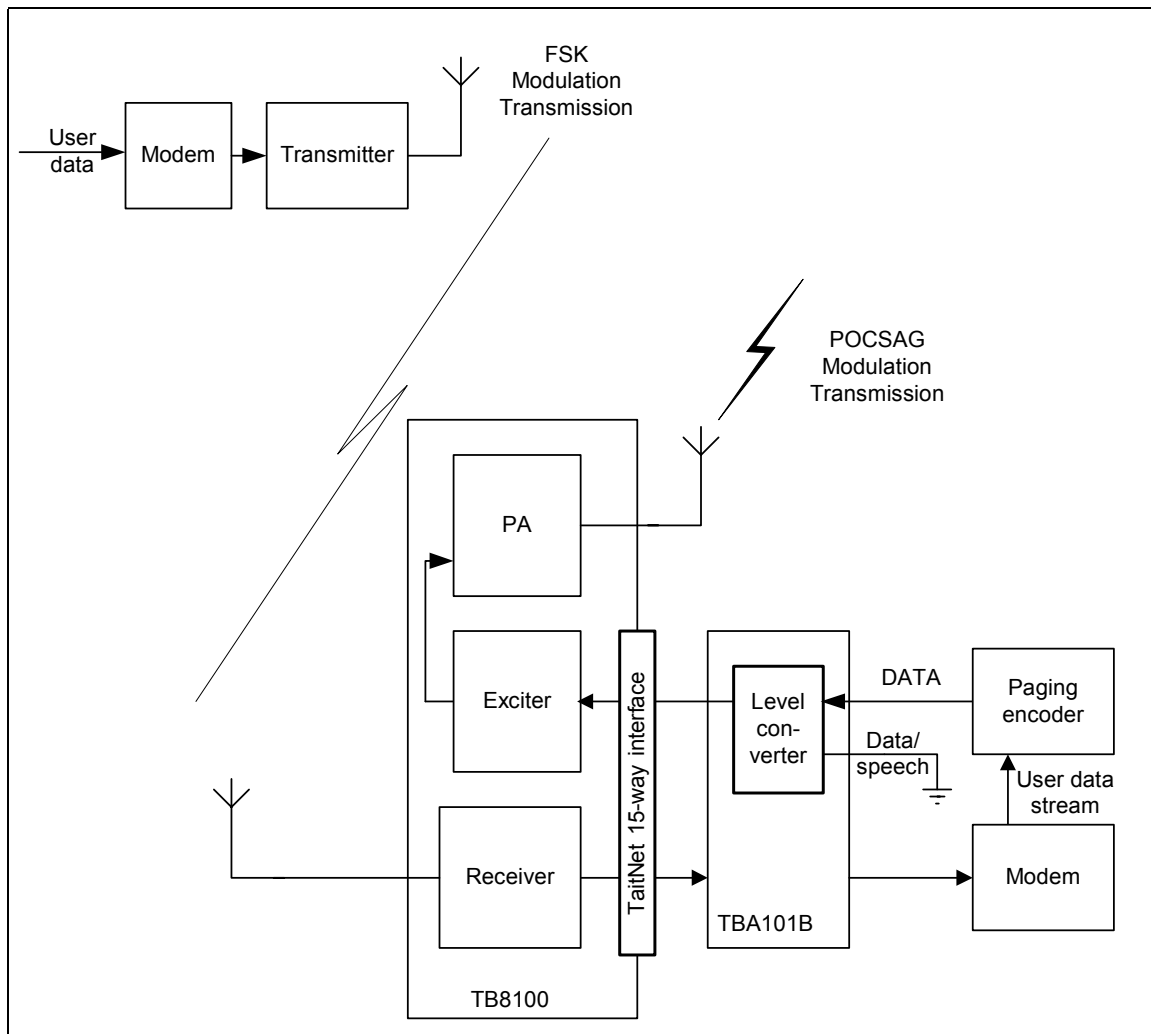 FSK
Modulation
Transmission
User
data
Modem
Transmitter
POCSAG
Modulation
Transmission
PA
Exciter
TaitNet 15-way interface
Level
con-
verter
DATA
Paging
encoder
Data/
speech
User data
stream
Receiver
Modem
TBA101B
TB8100